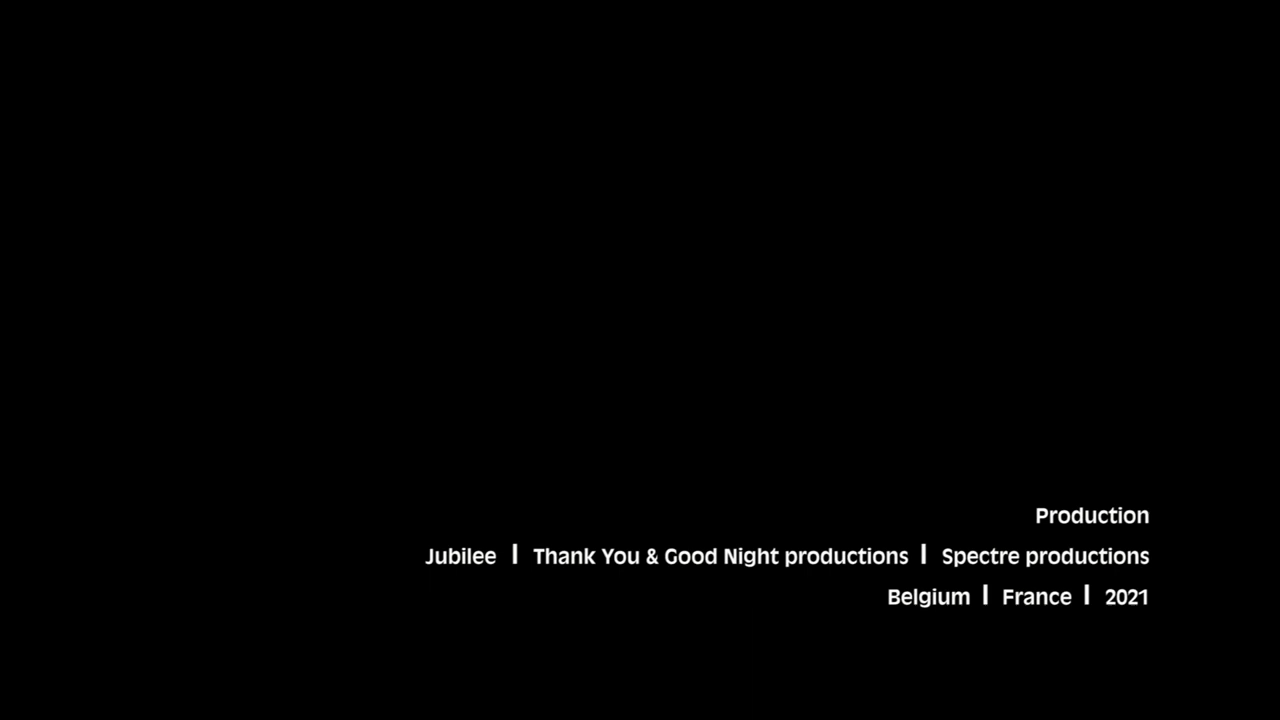 Production
Jubilee | Thank You & Good Night productions | Spectre productions
Belgium | France | 2021